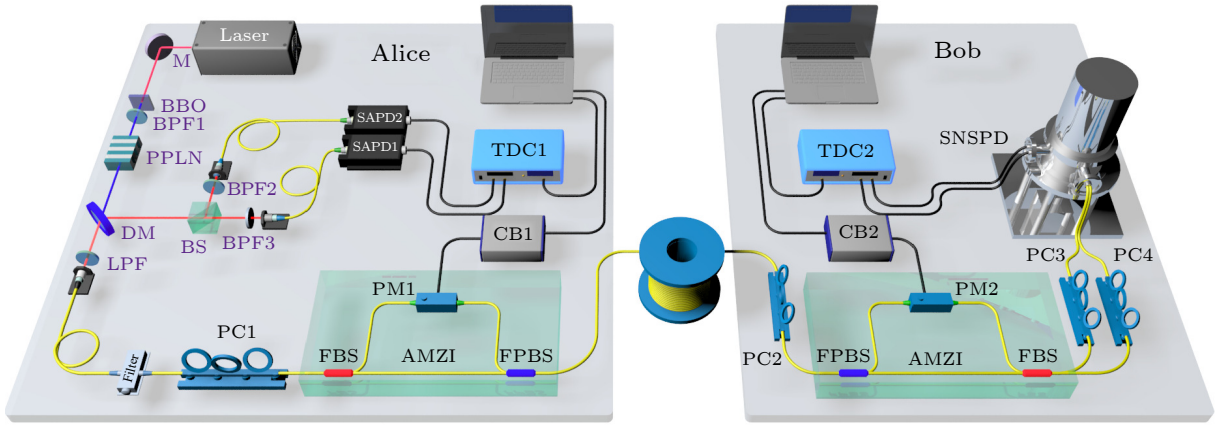 Laser
Alice
Bob
M
BBO
BPF1
SAPD2
SAPD1
SNSPD
PPLN
TDC1
TDC2
BPF2
DM
BS
BPF3
CB1
CB2
LPF
PC3
PC4
PM1
PM2
PC1
PC2
Filter
FBS
AMZI
FPBS
FPBS
AMZI
FBS